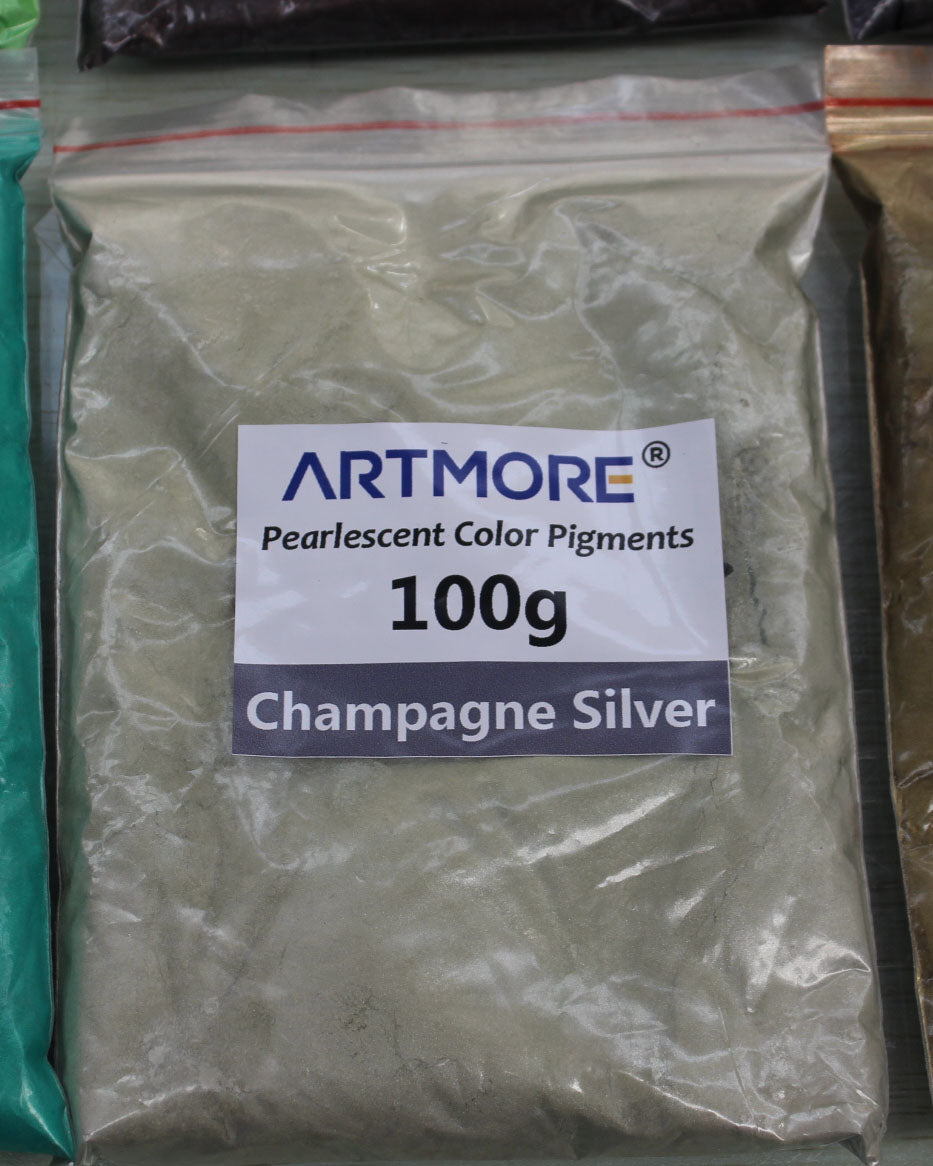 ARTMORE®
Pearlescent Color Pigments
100g
Champagne Silver